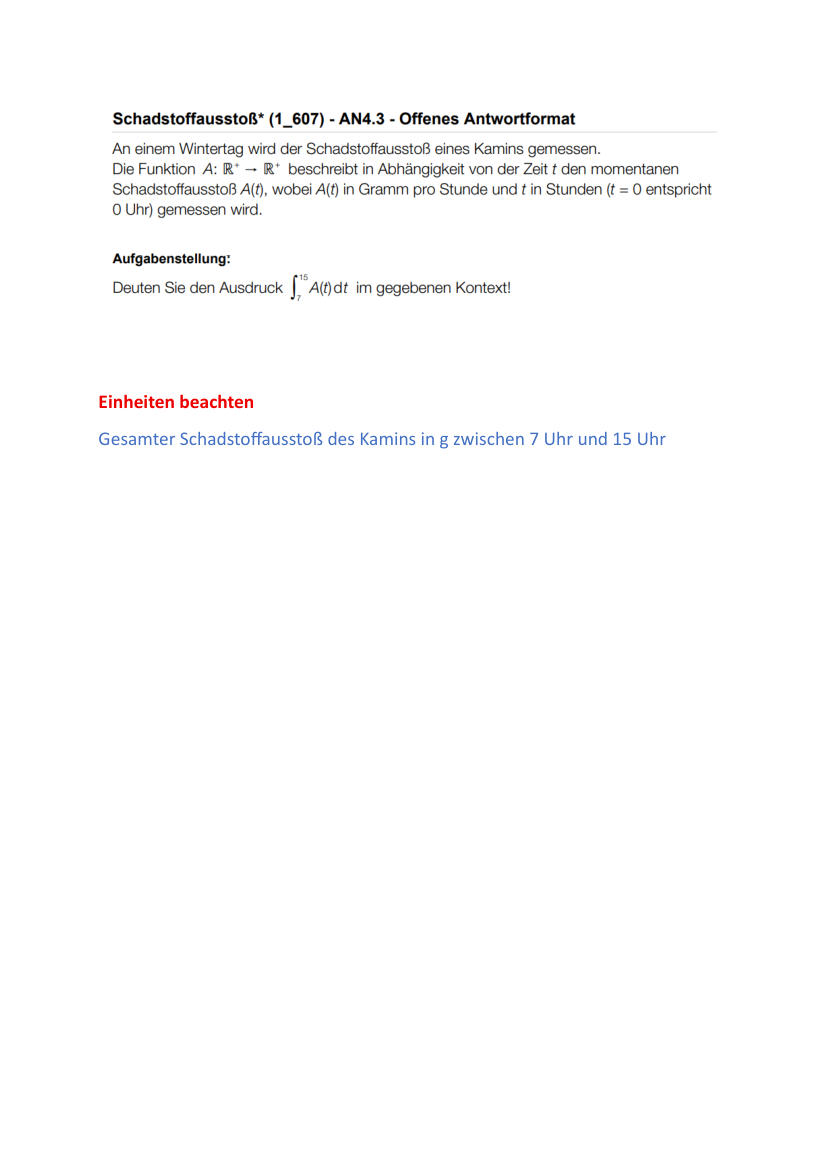 Schadstoffausstoß* (1_607) - AN4.3 - Offenes Antwortformat
An einem Wintertag wird der Schadstoffausstoß eines Kamins gemessen.
Die Funktion A: ℝ⁺ → ℝ⁺ beschreibt in Abhängigkeit von der Zeit t den momentanen
Schadstoffausstoß A(t), wobei A(t) in Gramm pro Stunde und t in Stunden (t = 0 entspricht
0 Uhr) gemessen wird.
Aufgabenstellung:
Deuten Sie den Ausdruck ∫₇¹⁵ A(t) dt im gegebenen Kontext!
Einheiten beachten
Gesamter Schadstoffausstoß des Kamins in g zwischen 7 Uhr und 15 Uhr